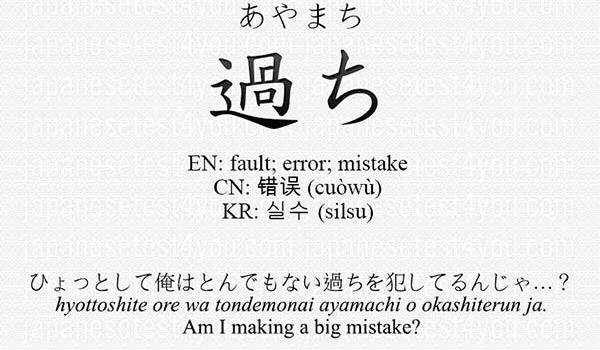 あやまち
過ち
EN: fault; error; mistake
CN: 错误 (cuòwù)
KR: 실수 (silsu)
ひょっとして俺はとんでもない過ちを犯してるんじゃ…？
hyottoshite ore wa tondemonai ayamachi o okashiterun ja.
Am I making a big mistake?
japanesetest4you.com